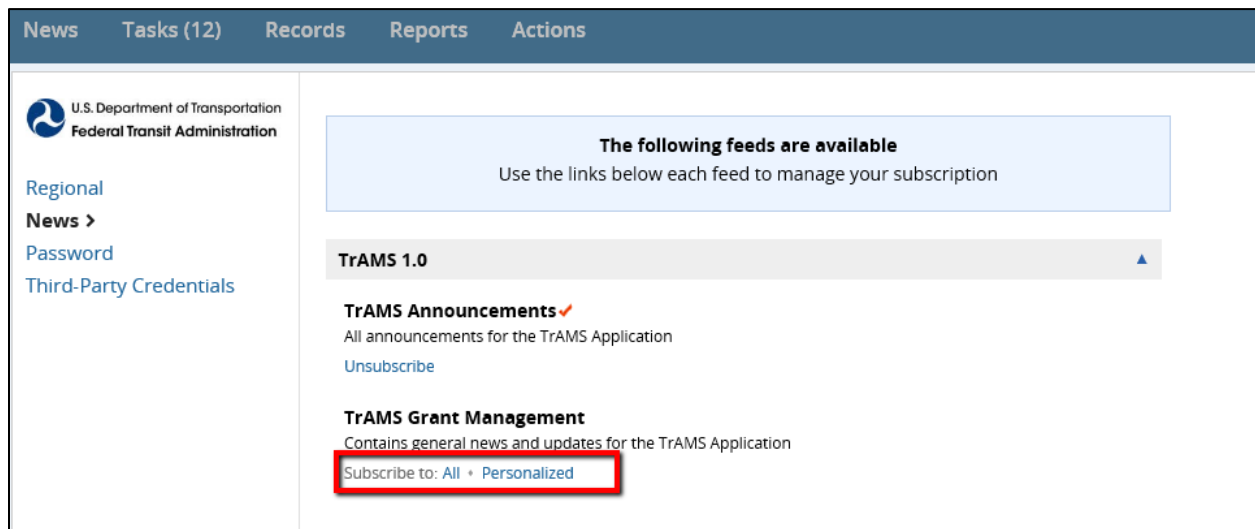 News Tasks (12) Records Reports Actions
U.S. Department of Transportation
Federal Transit Administration
Regional
News >
Password
Third-Party Credentials
The following feeds are available
Use the links below each feed to manage your subscription
TrAMS 1.0
TrAMS Announcements
All announcements for the TrAMS Application
Unsubscribe
TrAMS Grant Management
Contains general news and updates for the TrAMS Application
Subscribe to: All • Personalized